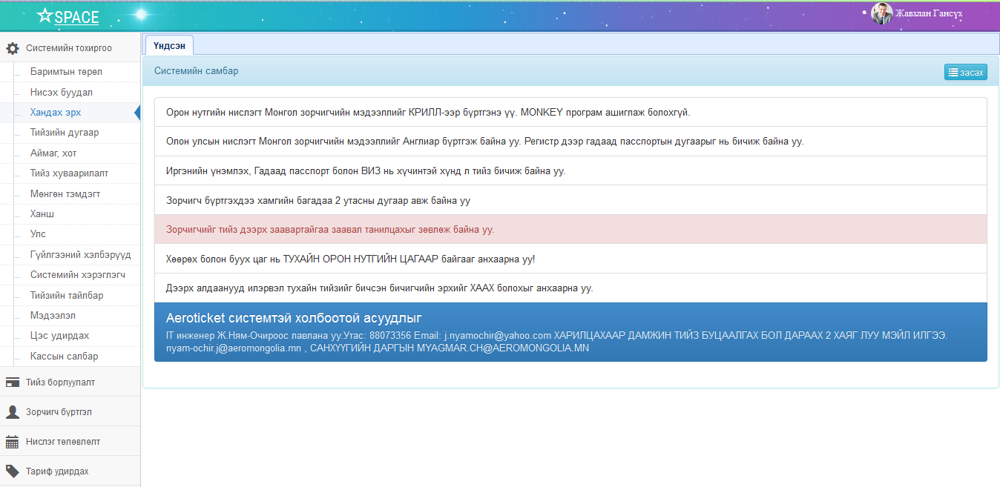 SPACE
Жавхлан Гансүх
Системийн тохиргоо
Баримтын төрөл
Нисэх буудал
Хандах эрх
Тийзийн дугаар
Аймаг, хот
Тийз хуваарилалт
Мөнгөн тэмдэгт
Ханш
Улс
Гүйлгээний хэлбэрүүд
Системийн хэрэглэгч
Тийзийн тайлбар
Мэдээлэл
Цэс удирдах
Кассын салбар
Тийз борлуулалт
Зорчигч бүртгэл
Нислэг төлөвлөлт
Тариф удирдах
Үндсэн
Системийн самбар
засах
Орон нутгийн нислэгт Монгол зорчигчийн мэдээллийг КРИЛЛ-ээр бүртгэнэ үү. MONKEY програм ашиглаж болохгүй.
Олон улсын нислэгт Монгол зорчигчийн мэдээллийг Англиар бүртгэж байна уу. Регистр дээр гадаад пасспортын дугаарыг нь бичиж байна уу.
Иргэнийн үнэмлэх, Гадаад пасспорт болон ВИЗ нь хүчинтэй хүнд л тийз бичиж байна уу.
Зорчигч бүртгэхдээ хамгийн багадаа 2 утасны дугаар авж байна уу
Зорчигчийг тийз дээрх заавартайгаа заавал танилцахыг зөвлөж байна уу.
Хөөрөх болон буух цаг нь ТУХАЙН ОРОН НУТГИЙН ЦАГААР байгааг анхаарна уу!
Дээрх алдаанууд илэрвэл тухайн тийзийг бичсэн бичигчийн эрхийг ХААХ болохыг анхаарна уу.
Aeroticket системтэй холбоотой асуудлыг
IT инженер Ж.Ням-Очироос лавлана уу.Утас: 88073356 Email: j.nyamochir@yahoo.com ХАРИЛЦАХААР ДАМЖИН ТИЙЗ БУЦААЛГАХ БОЛ ДАРААХ 2 ХАЯГ ЛУУ МЭЙЛ ИЛГЭЭ.
nyam-ochir.j@aeromongolia.mn , САНХҮҮГИЙН ДАРГЫН MYAGMAR.CH@AEROMONGOLIA.MN